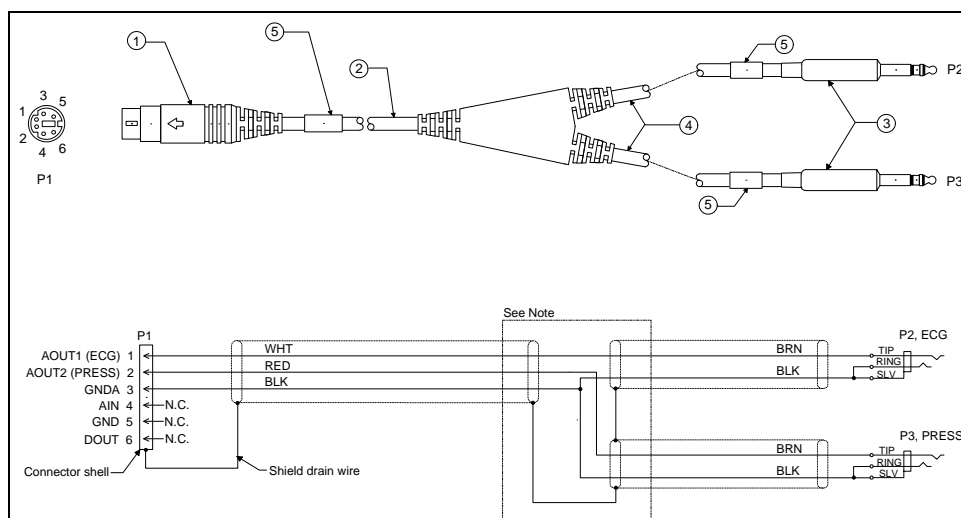 1
5
2
5
P2
3 5
1
2
4 6
P1
4
3
P3
5
See Note
P1
P2, ECG
AOUT1 (ECG) 1
WHT
BRN
TIP
AOUT2 (PRESS) 2
RED
RING
GNDA 3
BLK
BLK
SLV
AIN 4
N.C.
GND 5
N.C.
DOUT 6
N.C.
P3, PRESS
BRN
TIP
RING
Connector shell
Shield drain wire
BLK
SLV